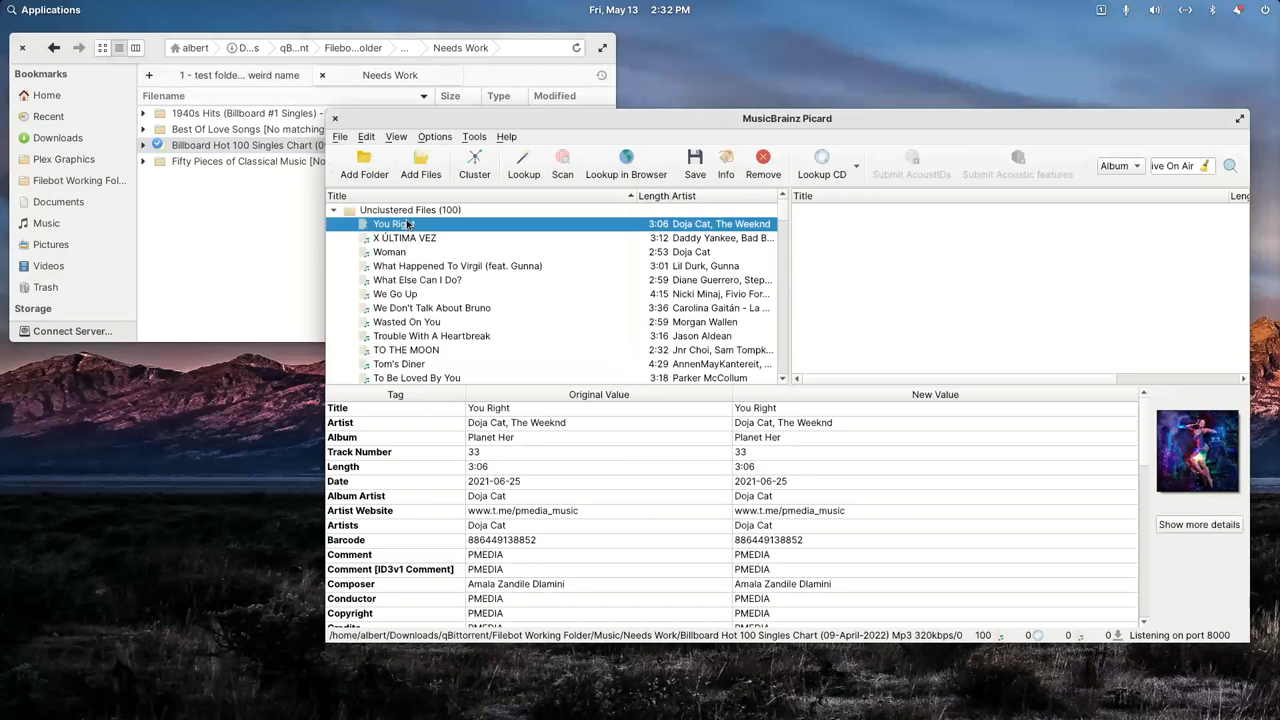 Applications
Fri, May 13 2:32 PM
albert D...s qB...nt Filebo...older ... Needs Work
Bookmarks
1 - test folde... weird name
Needs Work
Filename Size Type Modified
Home
Recent
Downloads
Plex Graphics
Filebot Working Fol...
Documents
Music
Pictures
Videos
Trash
Storage
Connect Server...
1940s Hits (Billboard #1 Singles) -
Best Of Love Songs [No matching
Billboard Hot 100 Singles Chart (0
Fifty Pieces of Classical Music [No
MusicBrainz Picard
File Edit View Options Tools Help
Add Folder Add Files Cluster Lookup Scan Lookup in Browser Save Info Remove Lookup CD Submit AcoustIDs Submit Acoustic features Album ive On Air
Title Length Artist Title Leng
Unclustered Files (100)
You Right 3:06 Doja Cat, The Weeknd
X ÚLTIMA VEZ 3:12 Daddy Yankee, Bad B...
Woman 2:53 Doja Cat
What Happened To Virgil (feat. Gunna) 3:01 Lil Durk, Gunna
What Else Can I Do? 2:59 Diane Guerrero, Step...
We Go Up 4:15 Nicki Minaj, Fivio For...
We Don't Talk About Bruno 3:36 Carolina Gaitán - La ...
Wasted On You 2:59 Morgan Wallen
Trouble With A Heartbreak 3:16 Jason Aldean
TO THE MOON 2:32 Jnr Choi, Sam Tompk...
Tom's Diner 4:29 AnnenMayKantereit, ...
To Be Loved By You 3:18 Parker McCollum
Tag Original Value New Value
Title You Right You Right
Artist Doja Cat, The Weeknd Doja Cat, The Weeknd
Album Planet Her Planet Her
Track Number 33 33
Length 3:06 3:06
Date 2021-06-25 2021-06-25
Album Artist Doja Cat Doja Cat
Artist Website www.t.me/pmedia_music www.t.me/pmedia_music
Artists Doja Cat Doja Cat
Barcode 886449138852 886449138852
Comment PMEDIA PMEDIA
Comment [ID3v1 Comment] PMEDIA PMEDIA
Composer Amala Zandile Dlamini Amala Zandile Dlamini
Conductor PMEDIA PMEDIA
Copyright PMEDIA PMEDIA
Show more details
/home/albert/Downloads/qBittorrent/Filebot Working Folder/Music/Needs Work/Billboard Hot 100 Singles Chart (09-April-2022) Mp3 320kbps/0 100 0 0 0 Listening on port 8000